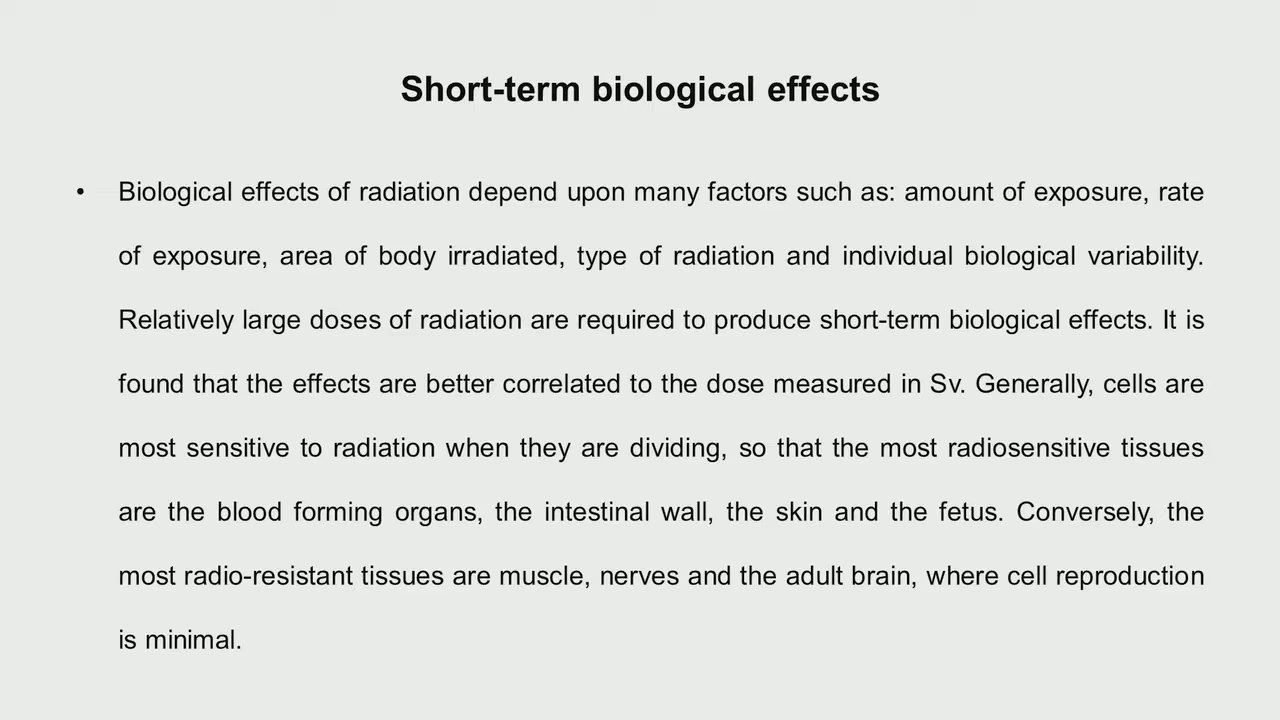 Short-term biological effects
• Biological effects of radiation depend upon many factors such as: amount of exposure, rate
of exposure, area of body irradiated, type of radiation and individual biological variability.
Relatively large doses of radiation are required to produce short-term biological effects. It is
found that the effects are better correlated to the dose measured in Sv. Generally, cells are
most sensitive to radiation when they are dividing, so that the most radiosensitive tissues
are the blood forming organs, the intestinal wall, the skin and the fetus. Conversely, the
most radio-resistant tissues are muscle, nerves and the adult brain, where cell reproduction
is minimal.